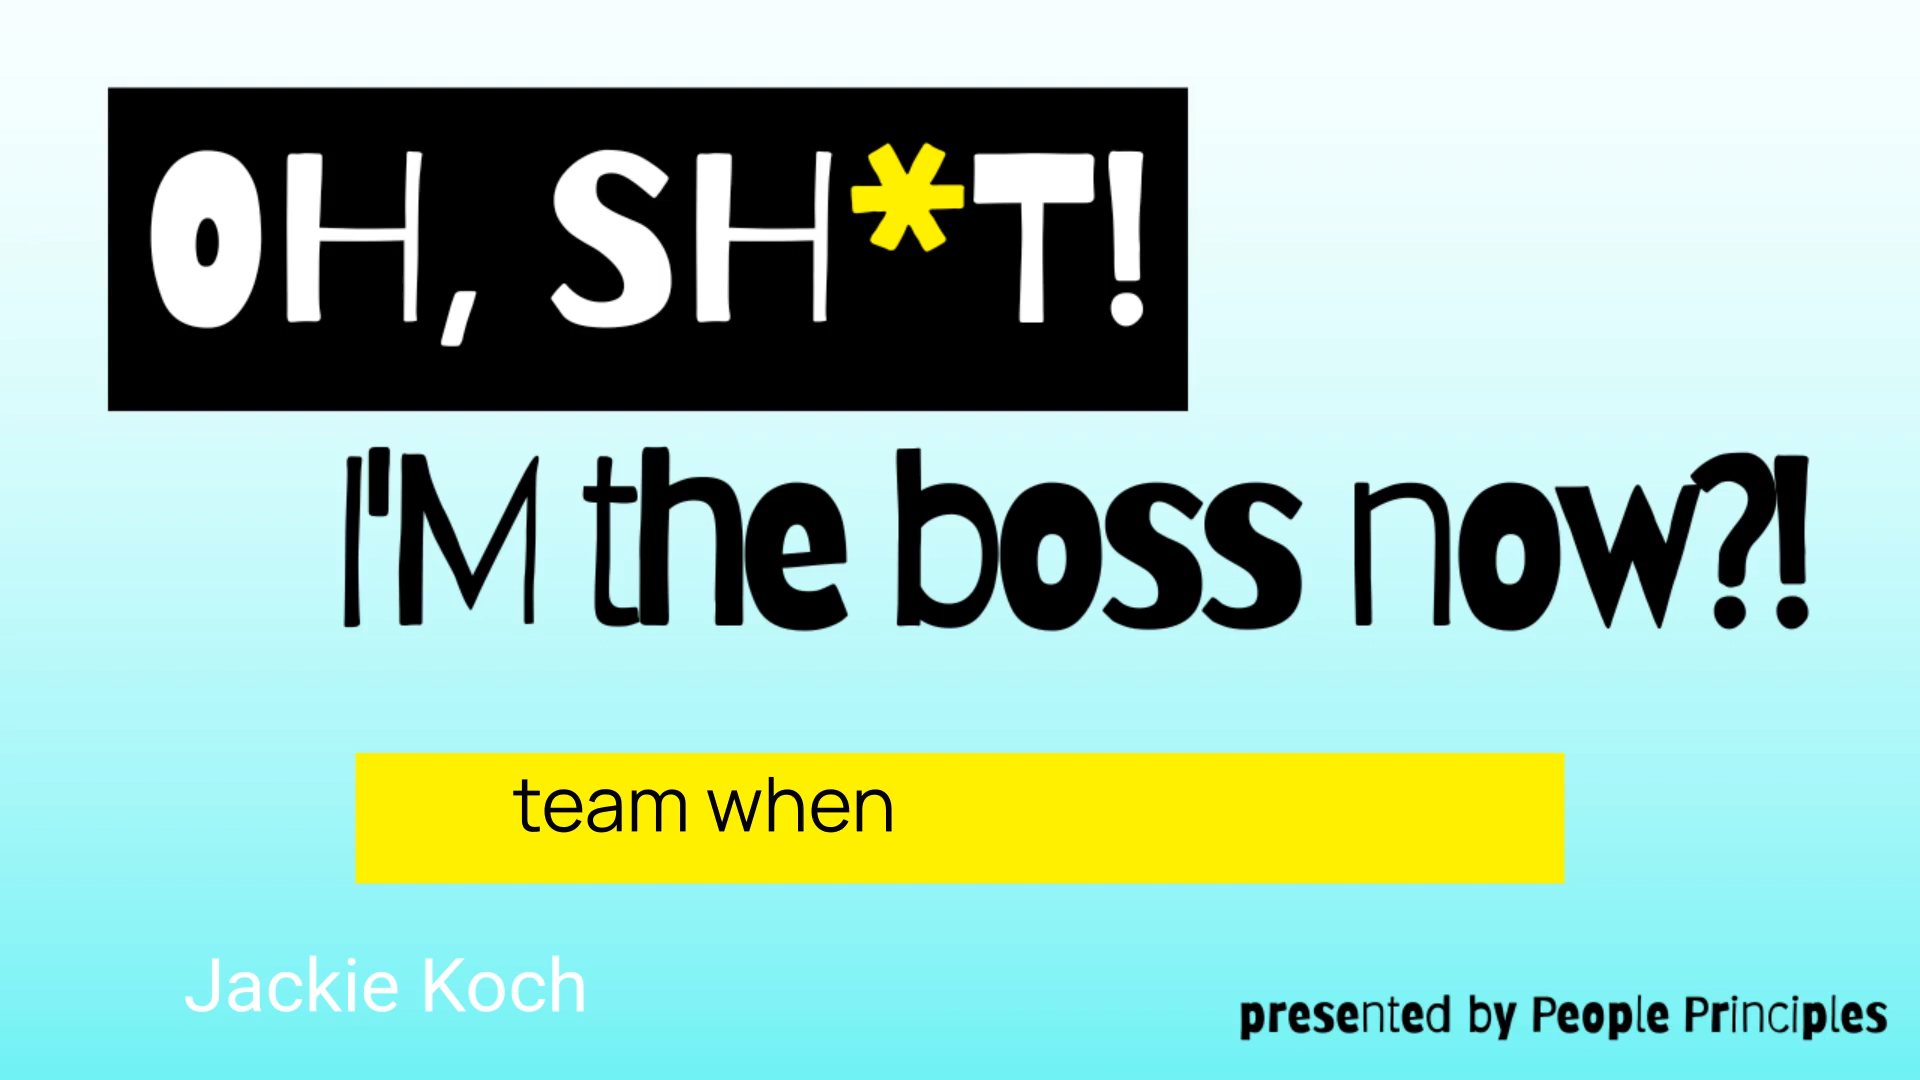 OH, SH*T!
I'M the boss now?!
team when
Jackie Koch
presented by People Principles